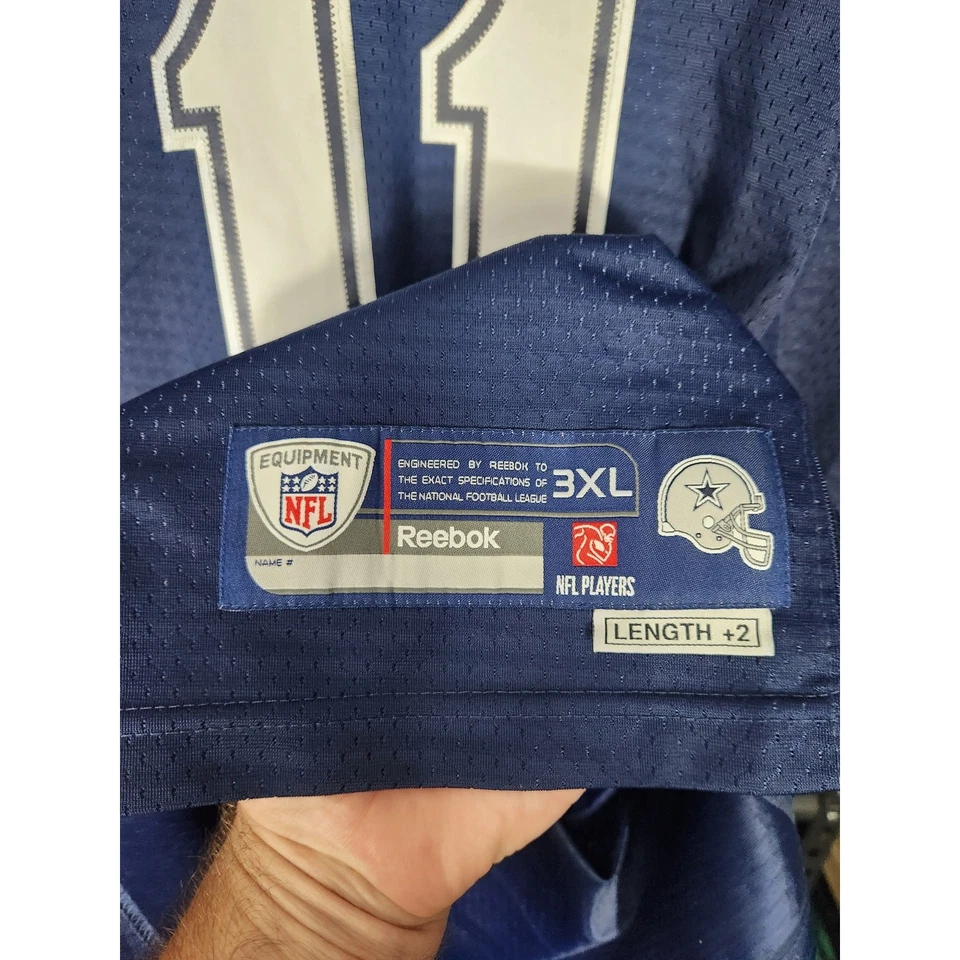 11
EQUIPMENT
NFL
ENGINEERED BY REEBOK TO
THE EXACT SPECIFICATIONS OF
THE NATIONAL FOOTBALL LEAGUE
3XL
Reebok
NAME #
NFL PLAYERS
LENGTH +2